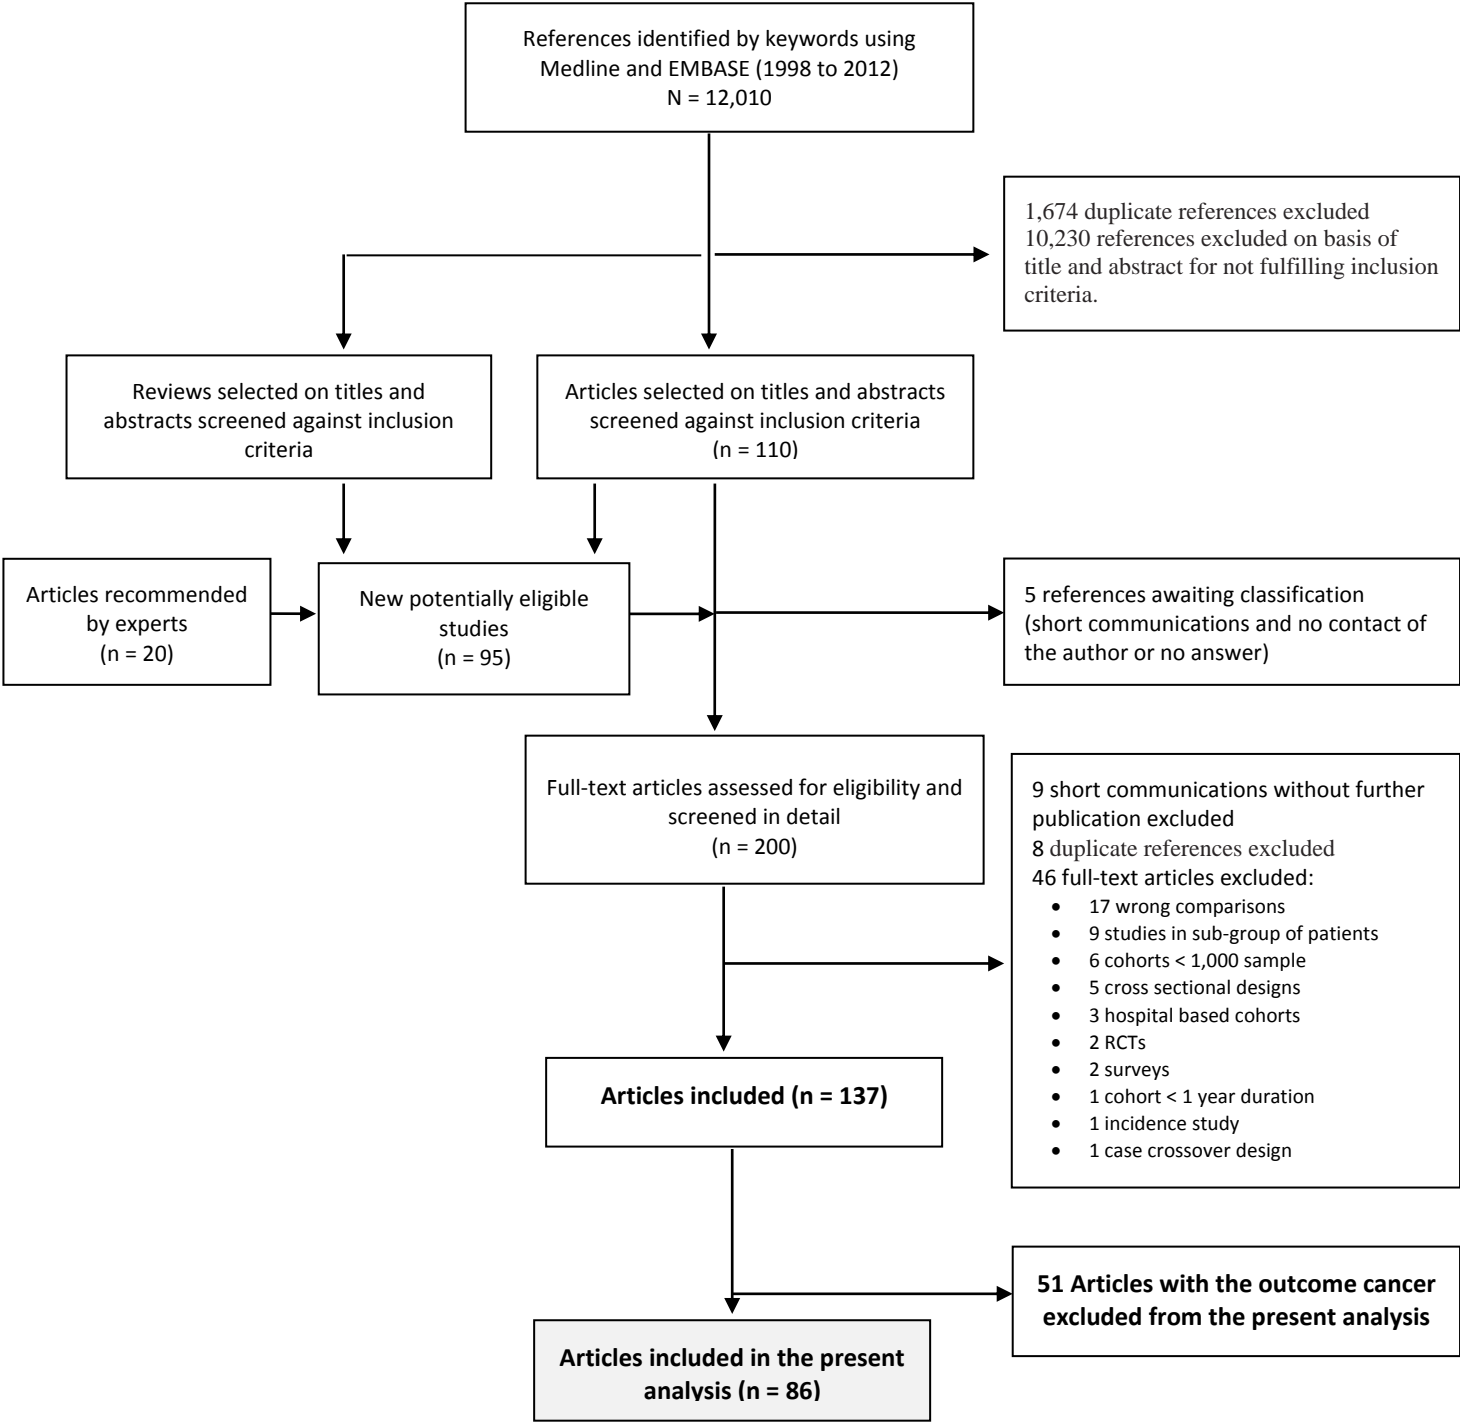 References identified by keywords using
Medline and EMBASE (1998 to 2012)
N = 12,010
1,674 duplicate references excluded
10,230 references excluded on basis of
title and abstract for not fulfilling inclusion
criteria.
Reviews selected on titles and
abstracts screened against inclusion
criteria
Articles selected on titles and abstracts
screened against inclusion criteria
(n = 110)
Articles recommended
by experts
(n = 20)
New potentially eligible
studies
(n = 95)
5 references awaiting classification
(short communications and no contact of
the author or no answer)
Full-text articles assessed for eligibility and
screened in detail
(n = 200)
9 short communications without further
publication excluded
8 duplicate references excluded
46 full-text articles excluded:
• 17 wrong comparisons
• 9 studies in sub-group of patients
• 6 cohorts < 1,000 sample
• 5 cross sectional designs
• 3 hospital based cohorts
• 2 RCTs
• 2 surveys
• 1 cohort < 1 year duration
• 1 incidence study
• 1 case crossover design
Articles included (n = 137)
51 Articles with the outcome cancer
excluded from the present analysis
Articles included in the present
analysis (n = 86)